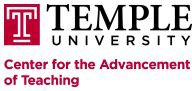 T TEMPLE
UNIVERSITY
Center for the Advancement
of Teaching